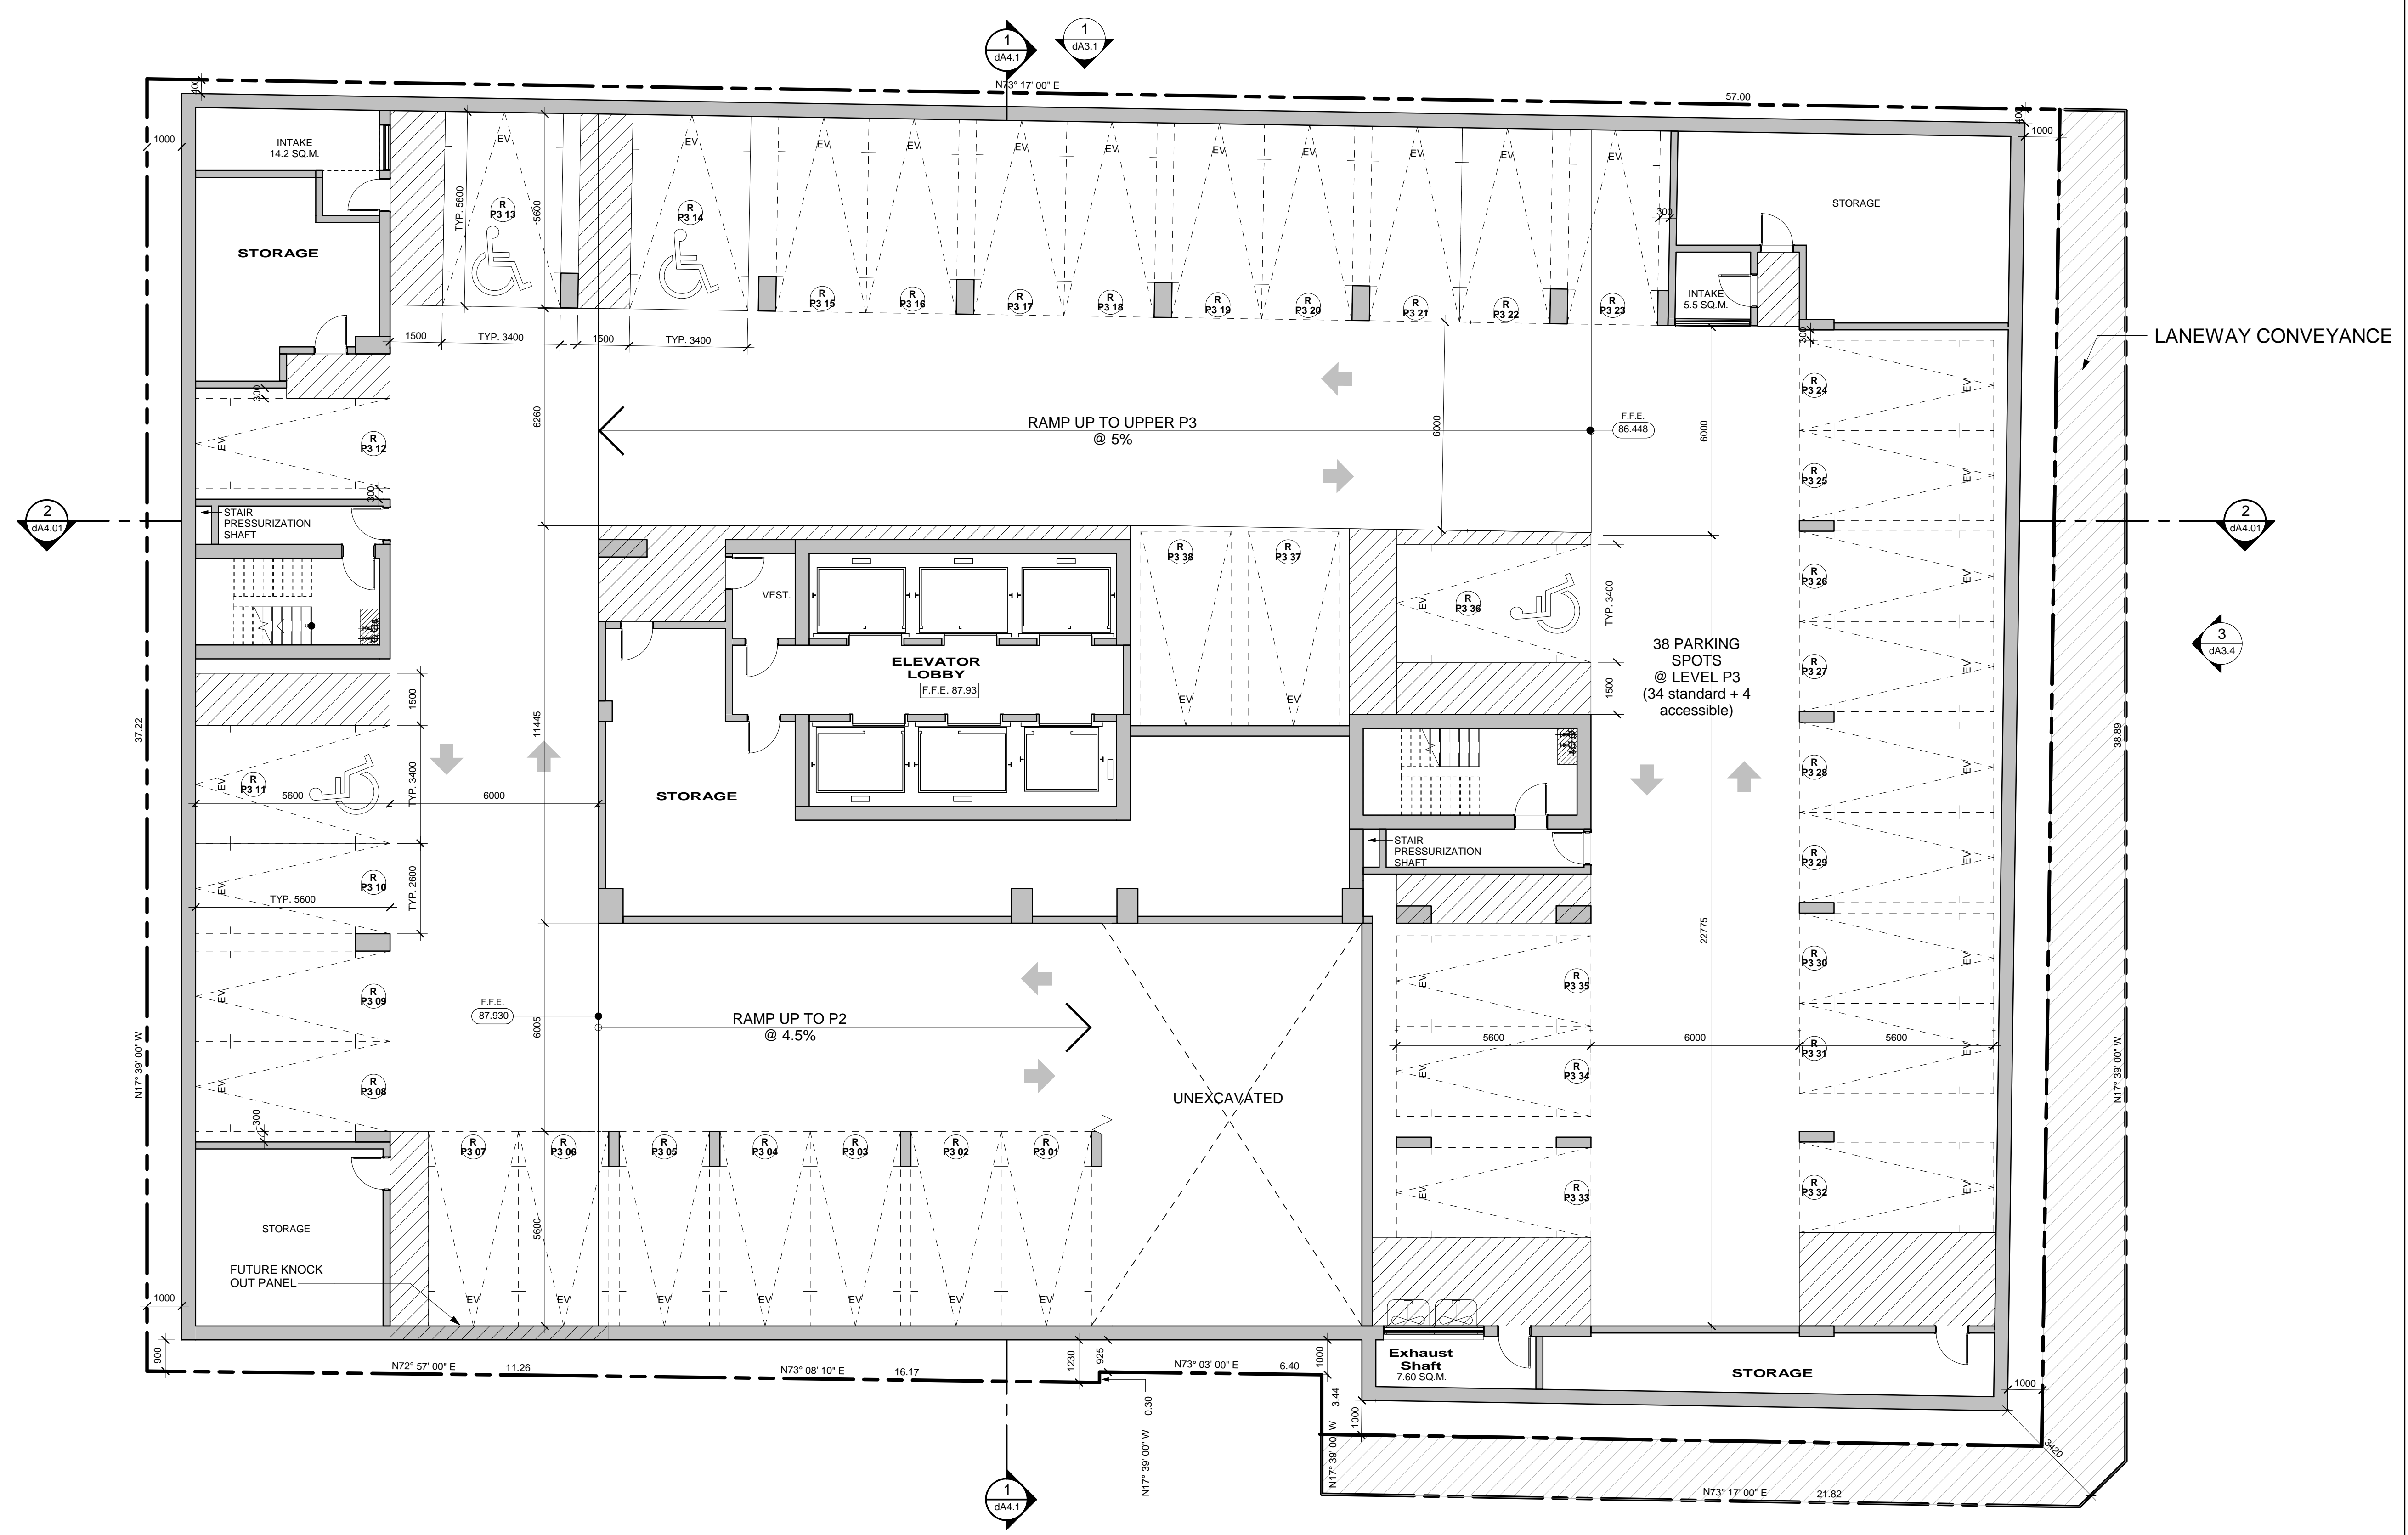 1
dA4.1
1
dA3.1
N73° 17' 00" E
57.00
400
400
1000
1000
INTAKE
14.2 SQ.M.
STORAGE
TYP. 5600
5600
EV
EV
EV
EV
EV
EV
EV
EV
EV
EV
EV
R
P3 13
R
P3 14
R
P3 15
R
P3 16
R
P3 17
R
P3 18
R
P3 19
R
P3 20
R
P3 21
R
P3 22
R
P3 23
300
STORAGE
INTAKE
5.5 SQ.M.
1500
TYP. 3400
1500
TYP. 3400
300
LANEWAY CONVEYANCE
300
EV
R
P3 12
300
6260
RAMP UP TO UPPER P3
@ 5%
6000
F.F.E.
86.448
6000
R
P3 24
EV
R
P3 25
EV
2
dA4.01
STAIR
PRESSURIZATION
SHAFT
2
dA4.01
VEST.
R
P3 38
R
P3 37
EV
EV
EV
R
P3 36
TYP. 3400
1500
R
P3 26
EV
R
P3 27
EV
ELEVATOR
LOBBY
F.F.E. 87.93
38 PARKING
SPOTS
@ LEVEL P3
(34 standard + 4
accessible)
3
dA3.4
37.22
38.89
1500
11445
EV
R
P3 11
5600
6000
TYP. 3400
STORAGE
R
P3 28
EV
STAIR
PRESSURIZATION
SHAFT
R
P3 29
EV
EV
R
P3 10
TYP. 5600
TYP. 2600
22775
R
P3 30
EV
EV
R
P3 09
F.F.E.
87.930
6005
RAMP UP TO P2
@ 4.5%
EV
R
P3 35
5600
6000
5600
R
P3 31
EV
EV
R
P3 34
N17° 39' 00" W
N17° 39' 00" W
EV
R
P3 08
300
UNEXCAVATED
R
P3 07
R
P3 06
R
P3 05
R
P3 04
R
P3 03
R
P3 02
R
P3 01
EV
R
P3 33
R
P3 32
EV
STORAGE
5600
FUTURE KNOCK
OUT PANEL
EV
EV
EV
EV
EV
EV
EV
1000
900
N72° 57' 00" E
11.26
N73° 08' 10" E
16.17
1230
925
N73° 03' 00" E
6.40
1000
Exhaust
Shaft
7.60 SQ.M.
STORAGE
1000
N17° 39' 00" W
0.30
N17° 39' 00" W
3.44
1000
3420
N73° 17' 00" E
21.82
1
dA4.1